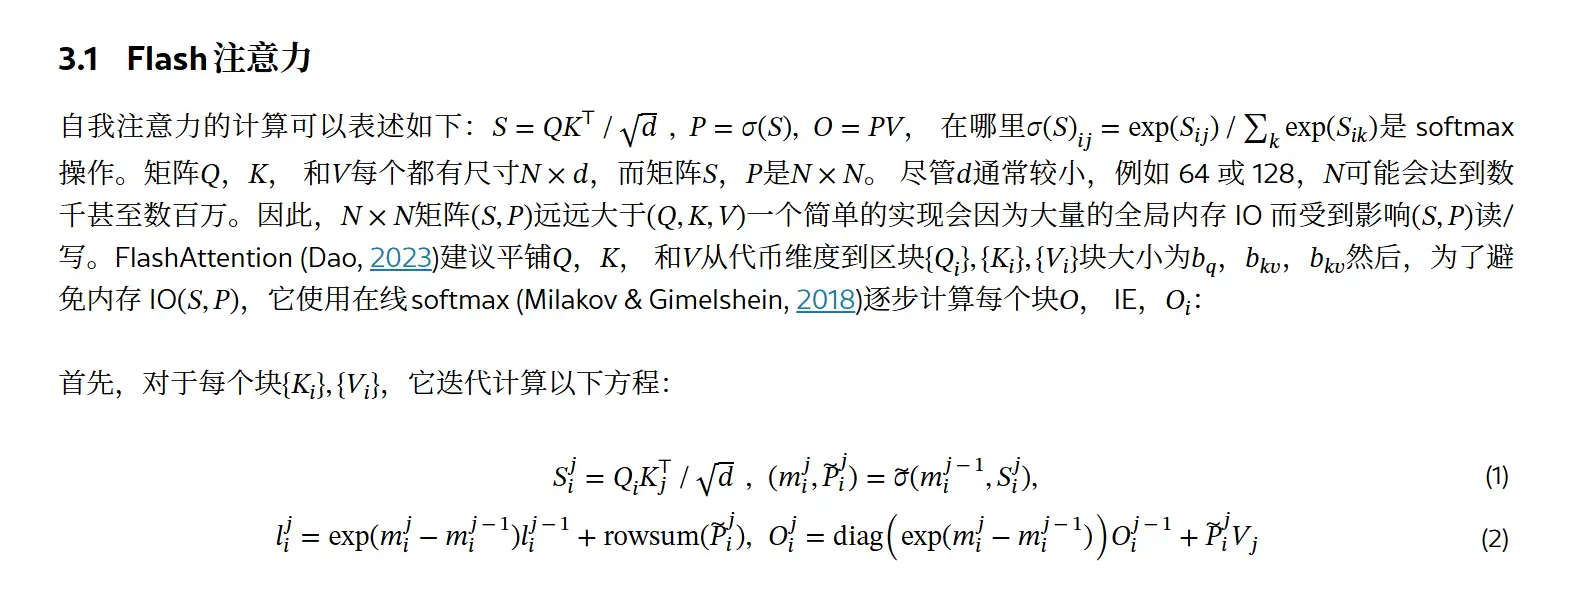 3.1 Flash注意力
自我注意力的计算可以表述如下：$S = QK^\top / \sqrt{d}$ , $P = \sigma(S)$, $O = PV$， 在哪里$\sigma(S)_{ij} = \exp(S_{ij}) / \sum_k \exp(S_{ik})$是 softmax
操作。矩阵$Q$，$K$， 和$V$每个都有尺寸$N \times d$，而矩阵$S$，$P$是$N \times N$。 尽管$d$通常较小，例如 64 或 128，$N$可能会达到数
千甚至数百万。因此，$N \times N$矩阵$(S, P)$远远大于$(Q, K, V)$一个简单的实现会因为大量的全局内存 IO 而受到影响$(S, P)$读/
写。FlashAttention (Dao, 2023)建议平铺$Q$，$K$， 和$V$从代币维度到区块$\{Q_i\}, \{K_i\}, \{V_i\}$块大小为$b_q$，$b_{kv}$，$b_{kv}$然后，为了避
免内存 IO$(S, P)$，它使用在线softmax (Milakov & Gimelshein, 2018)逐步计算每个块$O$， IE，$O_i$：
首先，对于每个块$\{K_i\}, \{V_i\}$，它迭代计算以下方程：
$S_i^j = Q_i K_j^\top / \sqrt{d}$ , $(m_i^j, \widetilde{P}_i^j) = \widetilde{\sigma}(m_i^{j-1}, S_i^j)$, (1)
$l_i^j = \exp(m_i^j - m_i^{j-1}) l_i^{j-1} + \mathrm{rowsum}(\widetilde{P}_i^j)$, $O_i^j = \mathrm{diag}\left(\exp(m_i^j - m_i^{j-1})\right) O_i^{j-1} + \widetilde{P}_i^j V_j$ (2)